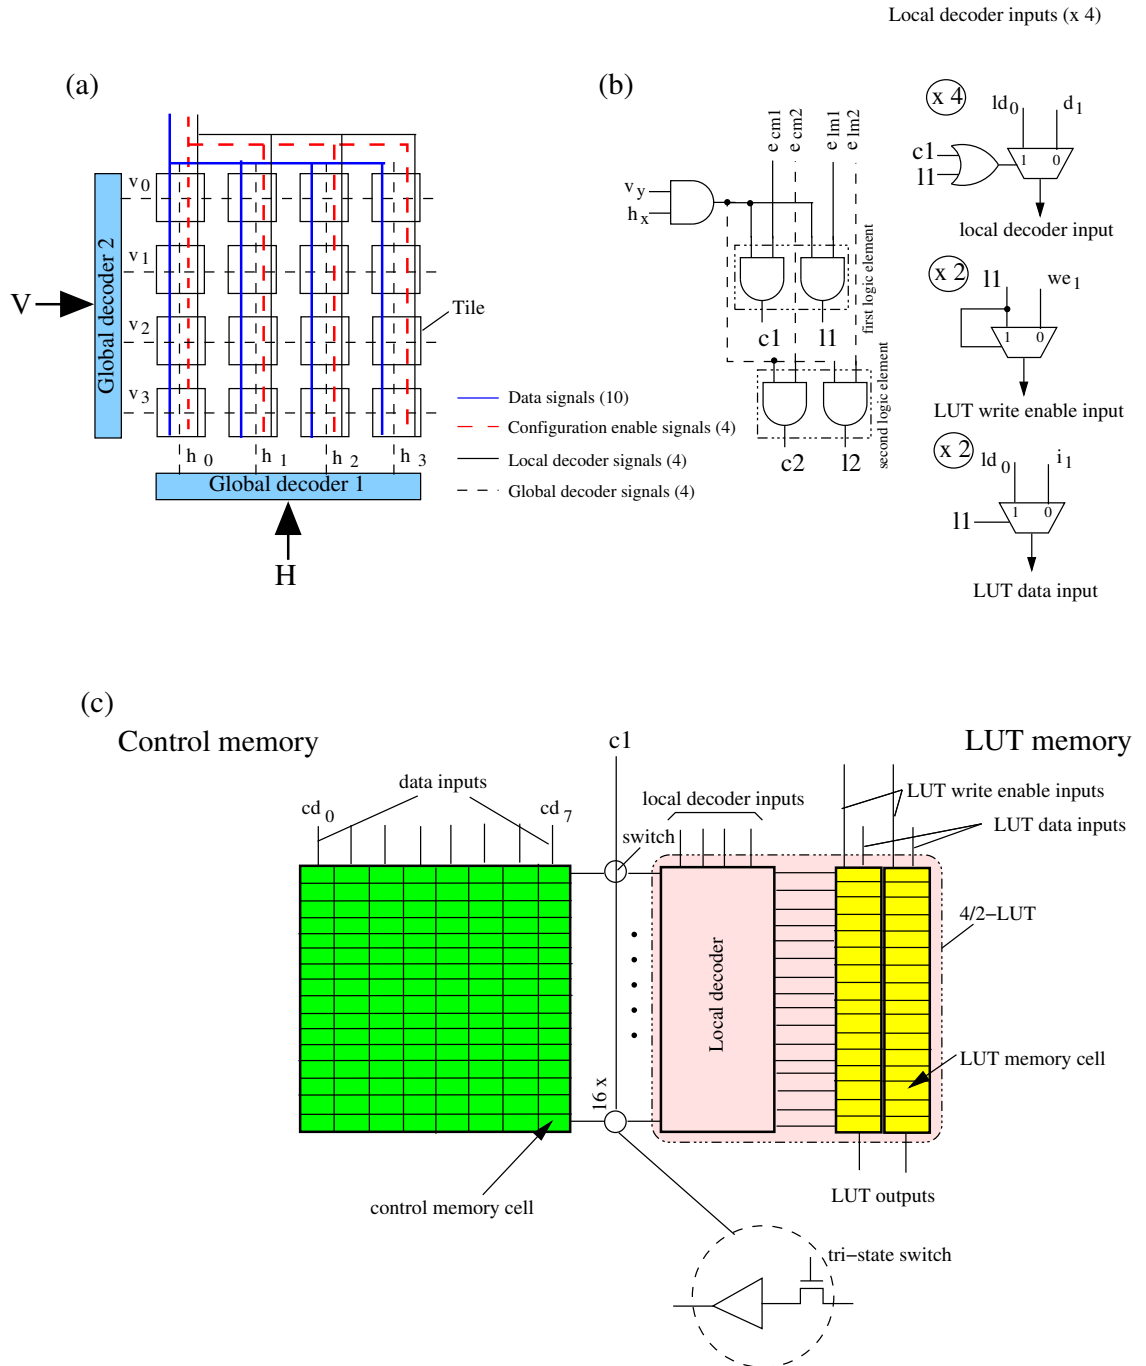 Local decoder inputs (x 4)
(a)
Global decoder 2
V
v 0
v 1
v 2
v 3
Tile
h 0
h 1
h 2
h 3
Global decoder 1
H
Data signals (10)
Configuration enable signals (4)
Local decoder signals (4)
Global decoder signals (4)
(b)
e cm1
e cm2
e lm1
e lm2
v y
h x
c1
l1
first logic element
c2
l2
second logic element
x 4
ld 0
d 1
c1
l1
1
0
local decoder input
x 2
l1
we 1
1
0
LUT write enable input
x 2
ld 0
i 1
1
0
l1
LUT data input
(c)
Control memory
c1
LUT memory
data inputs
cd 0
cd 7
switch
local decoder inputs
LUT write enable inputs
LUT data inputs
4/2−LUT
Local decoder
16 x
LUT memory cell
control memory cell
LUT outputs
tri−state switch